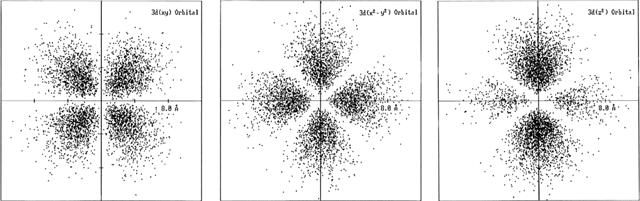 3d(xy) Orbital
8.0 Å
3d(x²-y²) Orbital
8.0 Å
3d(z²) Orbital
8.0 Å